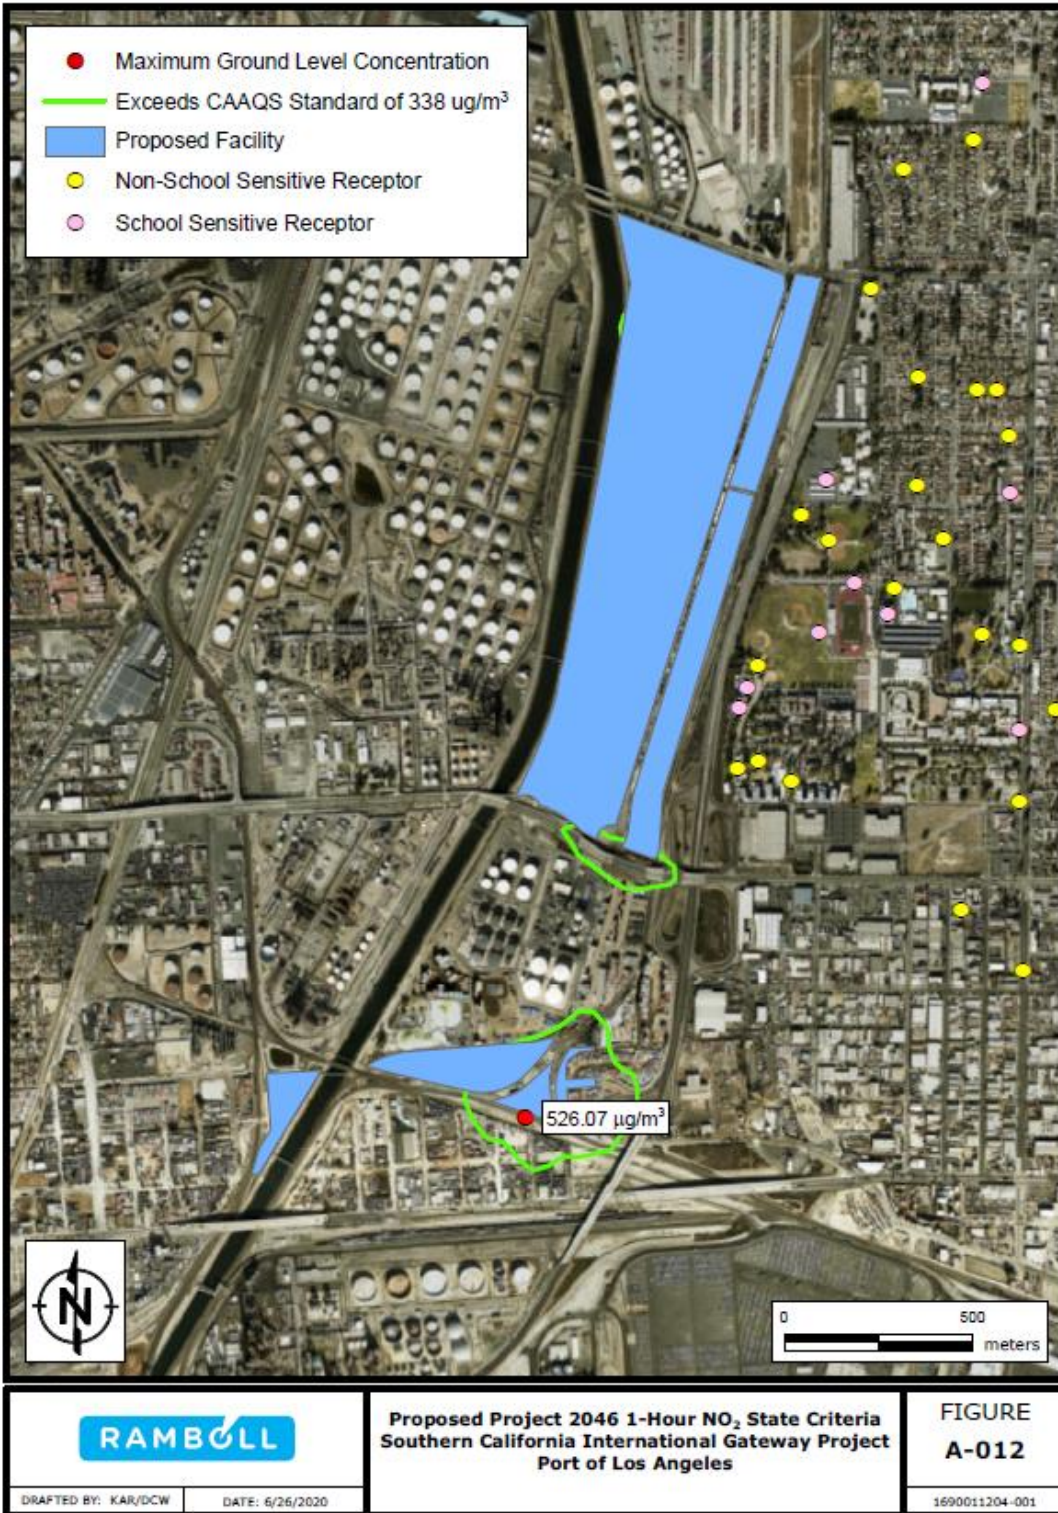 Maximum Ground Level Concentration
Exceeds CAAQS Standard of 338 ug/m³
Proposed Facility
Non-School Sensitive Receptor
School Sensitive Receptor
526.07 µg/m³
N
0 500
meters
RAMBOLL
DRAFTED BY: KAR/DCW
DATE: 6/26/2020
Proposed Project 2046 1-Hour NO₂ State Criteria
Southern California International Gateway Project
Port of Los Angeles
FIGURE
A-012
1690011204-001